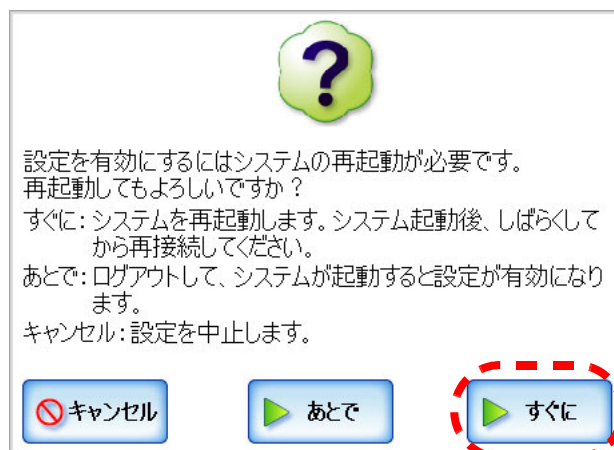 ?
設定を有効にするにはシステムの再起動が必要です。
再起動してもよろしいですか?
すぐに:システムを再起動します。システム起動後、しばらくして
から再接続してください。
あとで:ログアウトして、システムが起動すると設定が有効になり
ます。
キャンセル:設定を中止します。
キャンセル あとで すぐに